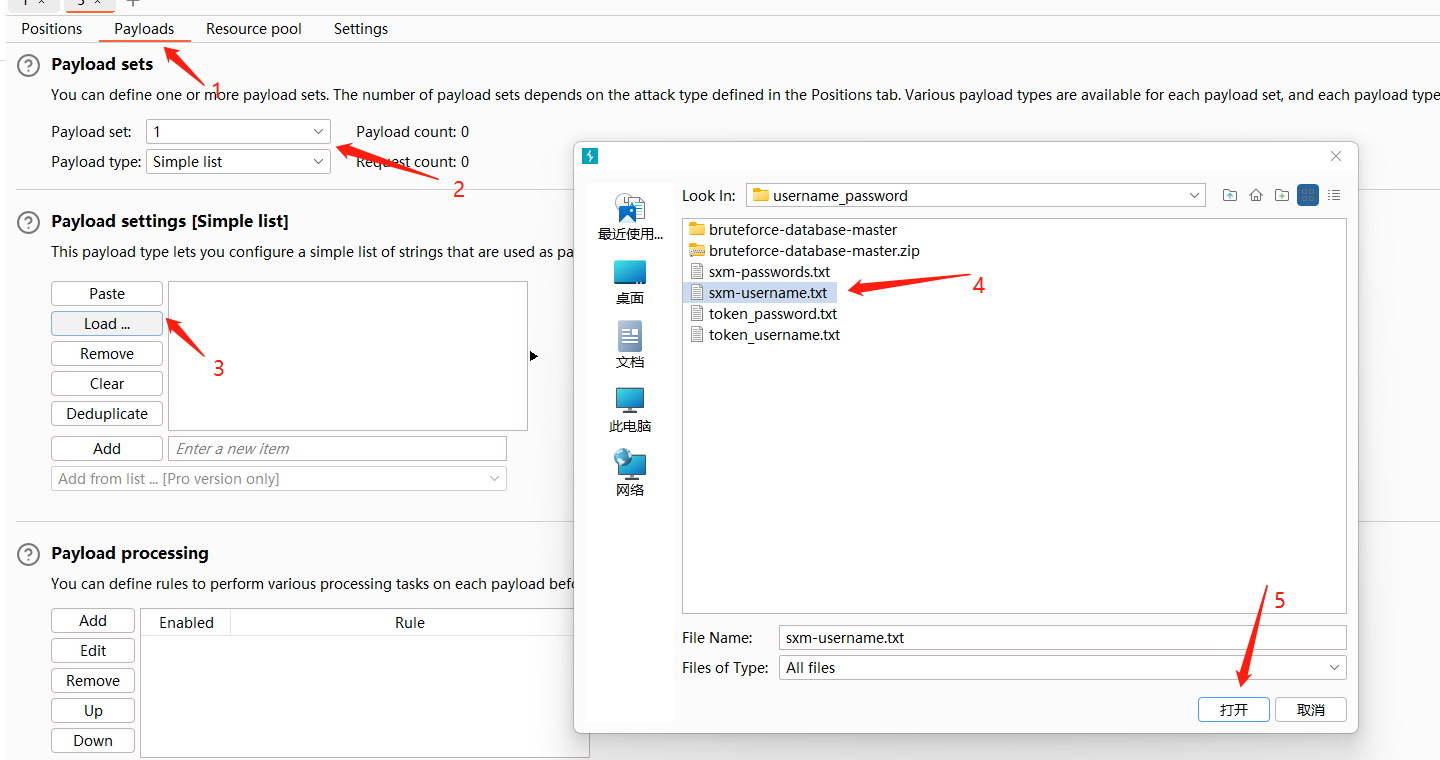 1 × 3 × +
Positions Payloads Resource pool Settings
1
Payload sets
You can define one or more payload sets. The number of payload sets depends on the attack type defined in the Positions tab. Various payload types are available for each payload set, and each payload type
Payload set: 1 Payload count: 0
Payload type: Simple list Request count: 0
2
Payload settings [Simple list]
This payload type lets you configure a simple list of strings that are used as pa
Paste
Load ...
3
Remove
Clear
Deduplicate
Add Enter a new item
Add from list ... [Pro version only]
Payload processing
You can define rules to perform various processing tasks on each payload befo
Add Enabled Rule
Edit
Remove
Up
Down
Look In: username_password
最近使用...
桌面
文档
此电脑
网络
bruteforce-database-master
bruteforce-database-master.zip
sxm-passwords.txt
sxm-username.txt
4
token_password.txt
token_username.txt
5
File Name: sxm-username.txt
Files of Type: All files
打开 取消